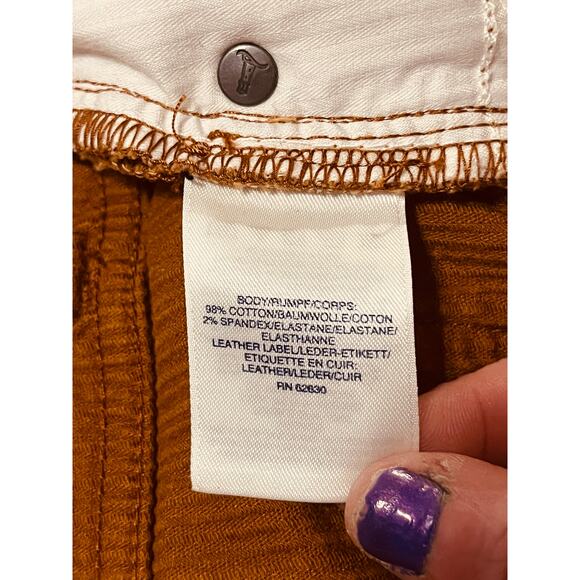 BODY/RUMPF/CORPS:
98% COTTON/BAUMWOLLE/COTON
2% SPANDEX/ELASTANE/ELASTANE/
ELASTHANNE
LEATHER LABEL/LEDER-ETIKETT/
ETIQUETTE EN CUIR:
LEATHER/LEDER/CUIR
RN 62830